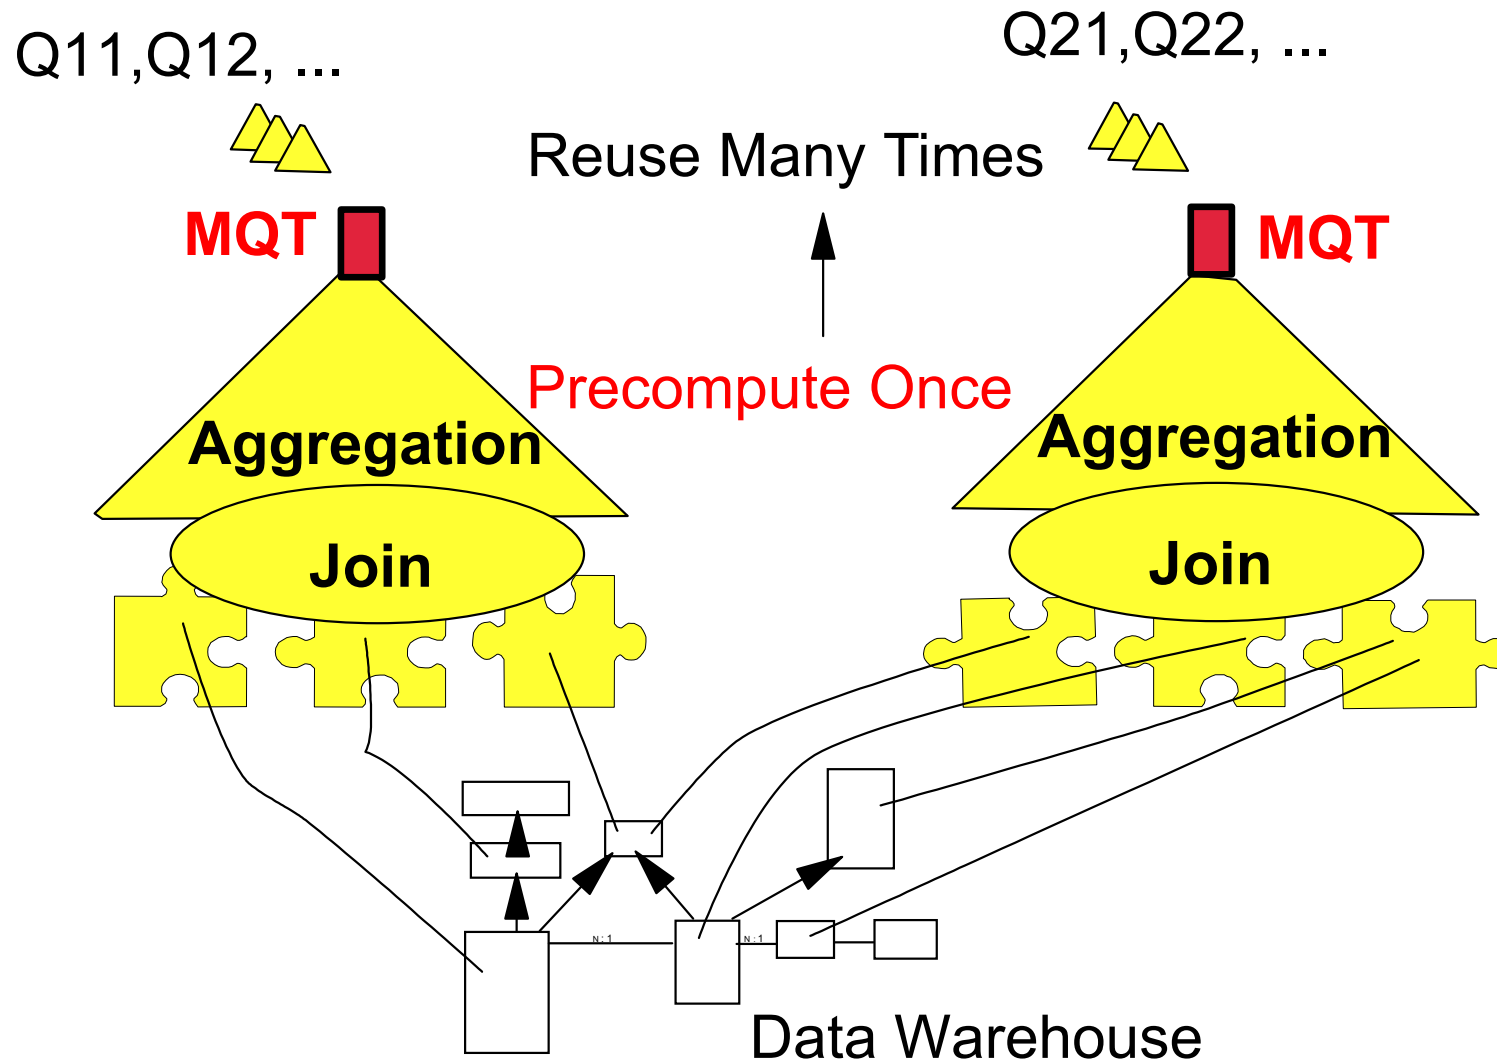 Q11,Q12, ...
Q21,Q22, ...
Reuse Many Times
MQT
MQT
Precompute Once
Aggregation
Aggregation
Join
Join
N:1
N:1
Data Warehouse